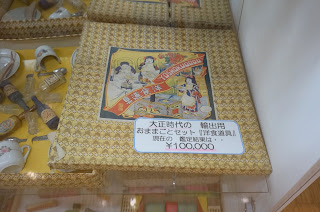 大正時代の 輸出用
おままごとセット『洋食道具』
現在の 鑑定結果は・・
¥100,000